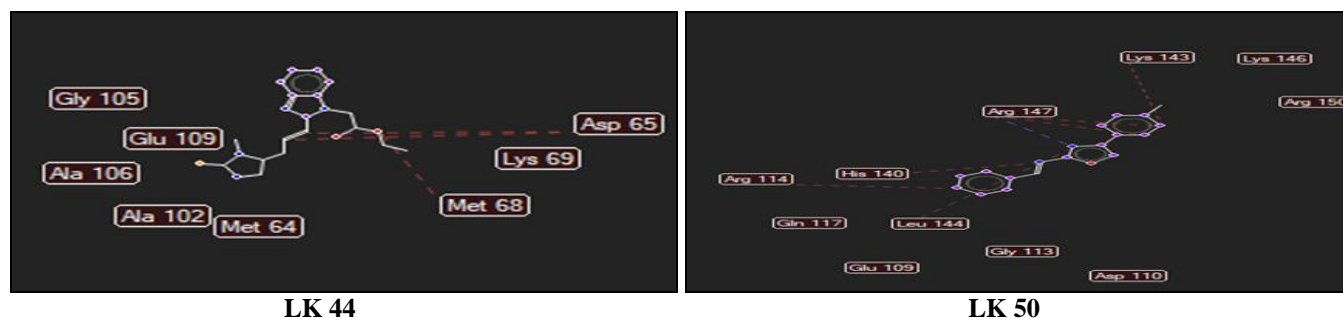 Gly 105
Glu 109
Ala 106
Ala 102
Met 64
Asp 65
Lys 69
Met 68
LK 44
Lys 143
Lys 146
Arg 150
Arg 147
His 140
Arg 114
Gln 117
Leu 144
Gly 113
Glu 109
Asp 110
LK 50